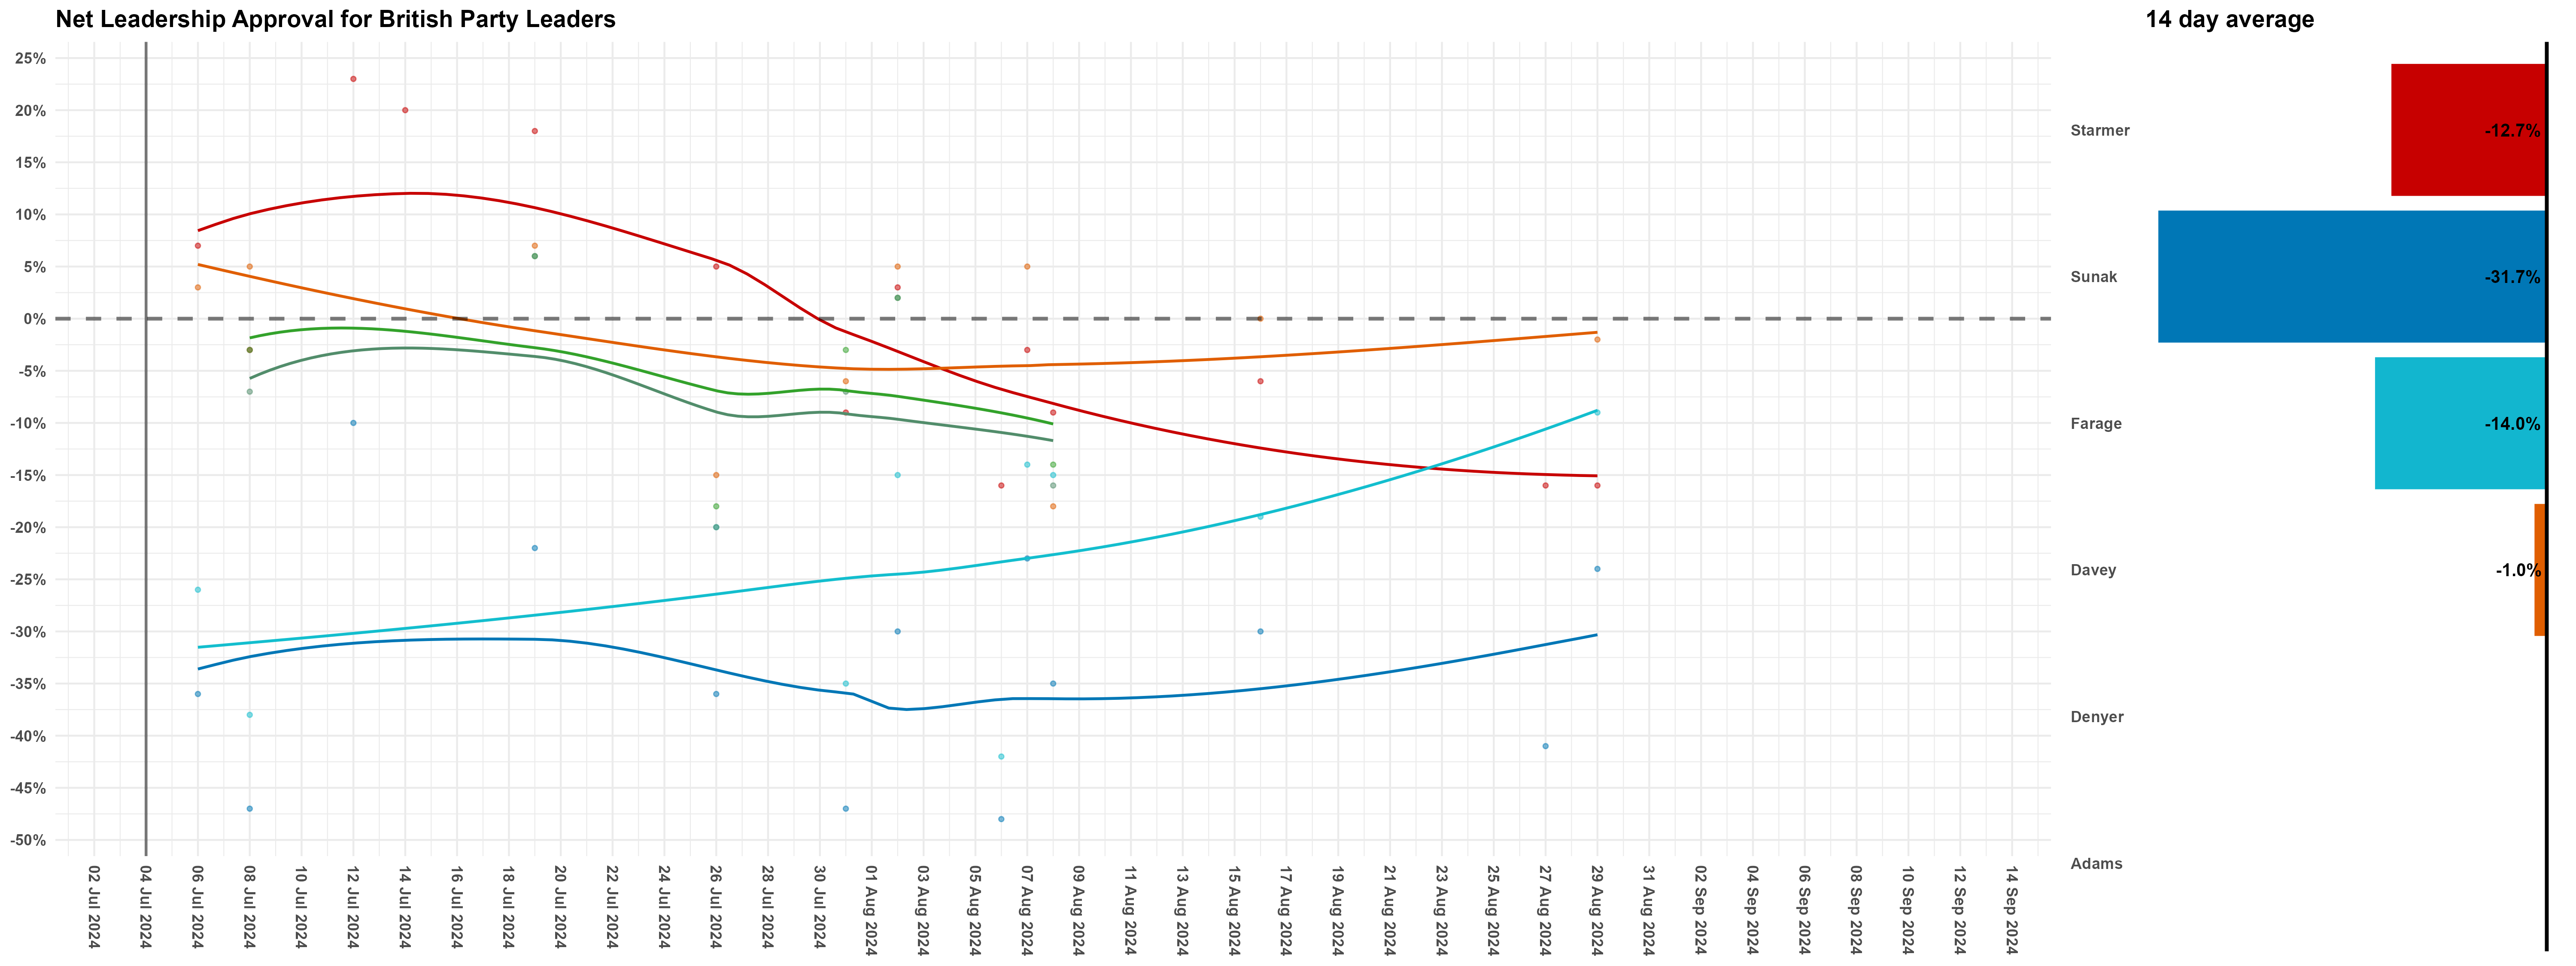 Net Leadership Approval for British Party Leaders
14 day average
25%
20%
15%
10%
5%
0%
-5%
-10%
-15%
-20%
-25%
-30%
-35%
-40%
-45%
-50%
02 Jul 2024
04 Jul 2024
06 Jul 2024
08 Jul 2024
10 Jul 2024
12 Jul 2024
14 Jul 2024
16 Jul 2024
18 Jul 2024
20 Jul 2024
22 Jul 2024
24 Jul 2024
26 Jul 2024
28 Jul 2024
30 Jul 2024
01 Aug 2024
03 Aug 2024
05 Aug 2024
07 Aug 2024
09 Aug 2024
11 Aug 2024
13 Aug 2024
15 Aug 2024
17 Aug 2024
19 Aug 2024
21 Aug 2024
23 Aug 2024
25 Aug 2024
27 Aug 2024
29 Aug 2024
31 Aug 2024
02 Sep 2024
04 Sep 2024
06 Sep 2024
08 Sep 2024
10 Sep 2024
12 Sep 2024
14 Sep 2024
Starmer -12.7%
Sunak -31.7%
Farage -14.0%
Davey -1.0%
Denyer
Adams